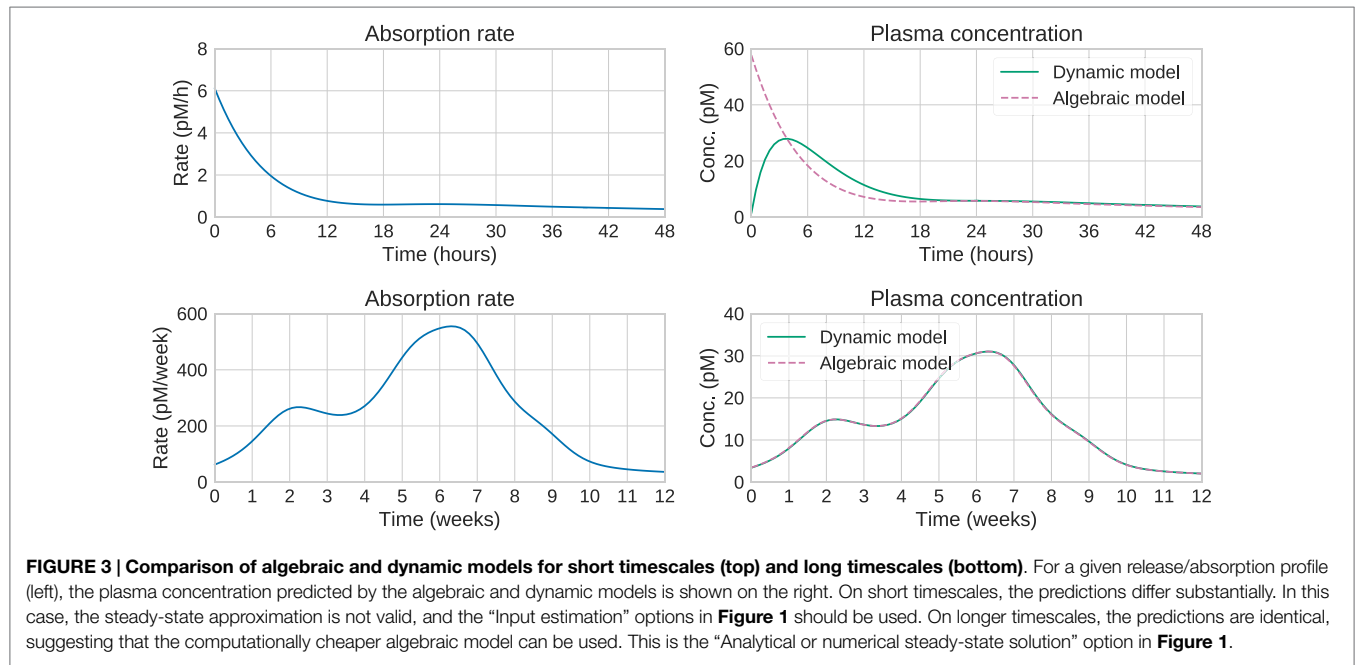 Absorption rate
Rate (pM/h)
8
6
4
2
0
0 6 12 18 24 30 36 42 48
Time (hours)
Plasma concentration
Conc. (pM)
60
40
20
0
Dynamic model
Algebraic model
0 6 12 18 24 30 36 42 48
Time (hours)
Absorption rate
Rate (pM/week)
600
400
200
0
0 1 2 3 4 5 6 7 8 9 10 11 12
Time (weeks)
Plasma concentration
Conc. (pM)
40
30
20
10
0
Dynamic model
Algebraic model
0 1 2 3 4 5 6 7 8 9 10 11 12
Time (weeks)
FIGURE 3 | Comparison of algebraic and dynamic models for short timescales (top) and long timescales (bottom). For a given release/absorption profile
(left), the plasma concentration predicted by the algebraic and dynamic models is shown on the right. On short timescales, the predictions differ substantially. In this
case, the steady-state approximation is not valid, and the “Input estimation” options in Figure 1 should be used. On longer timescales, the predictions are identical,
suggesting that the computationally cheaper algebraic model can be used. This is the “Analytical or numerical steady-state solution” option in Figure 1.